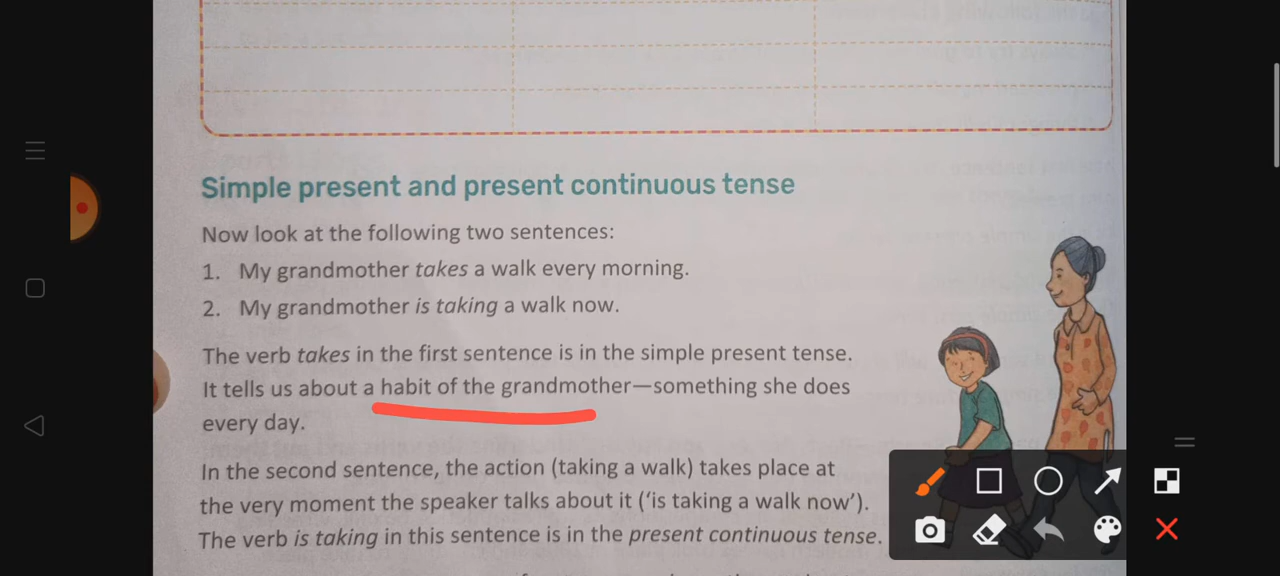 Simple present and present continuous tense
Now look at the following two sentences:
1. My grandmother takes a walk every morning.
2. My grandmother is taking a walk now.
The verb takes in the first sentence is in the simple present tense.
It tells us about a habit of the grandmother—something she does
every day.
In the second sentence, the action (taking a walk) takes place at
the very moment the speaker talks about it (‘is taking a walk now’).
The verb is taking in this sentence is in the present continuous tense.